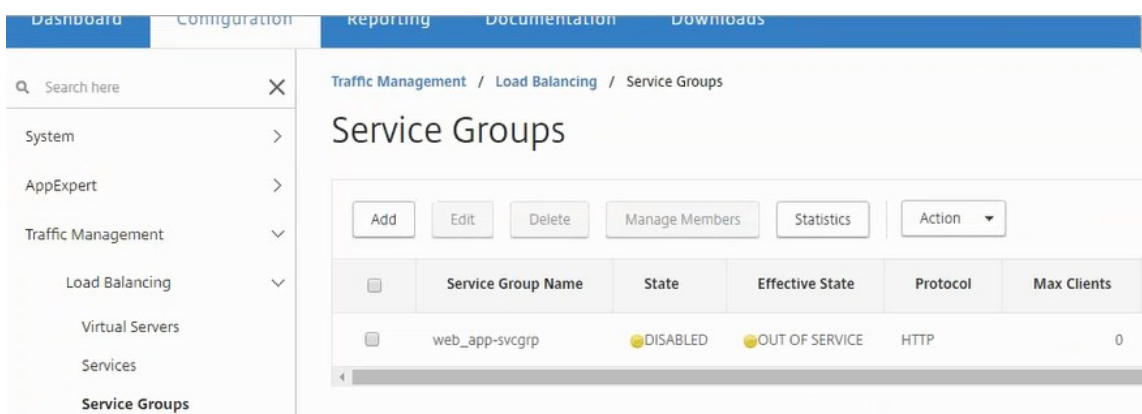 Dashboard Configuration Reporting Documentation Downloads
Search here
System
AppExpert
Traffic Management
Load Balancing
Virtual Servers
Services
Service Groups
Traffic Management / Load Balancing / Service Groups
Service Groups
Add Edit Delete Manage Members Statistics Action
Service Group Name State Effective State Protocol Max Clients
web_app-svcgrp DISABLED OUT OF SERVICE HTTP 0